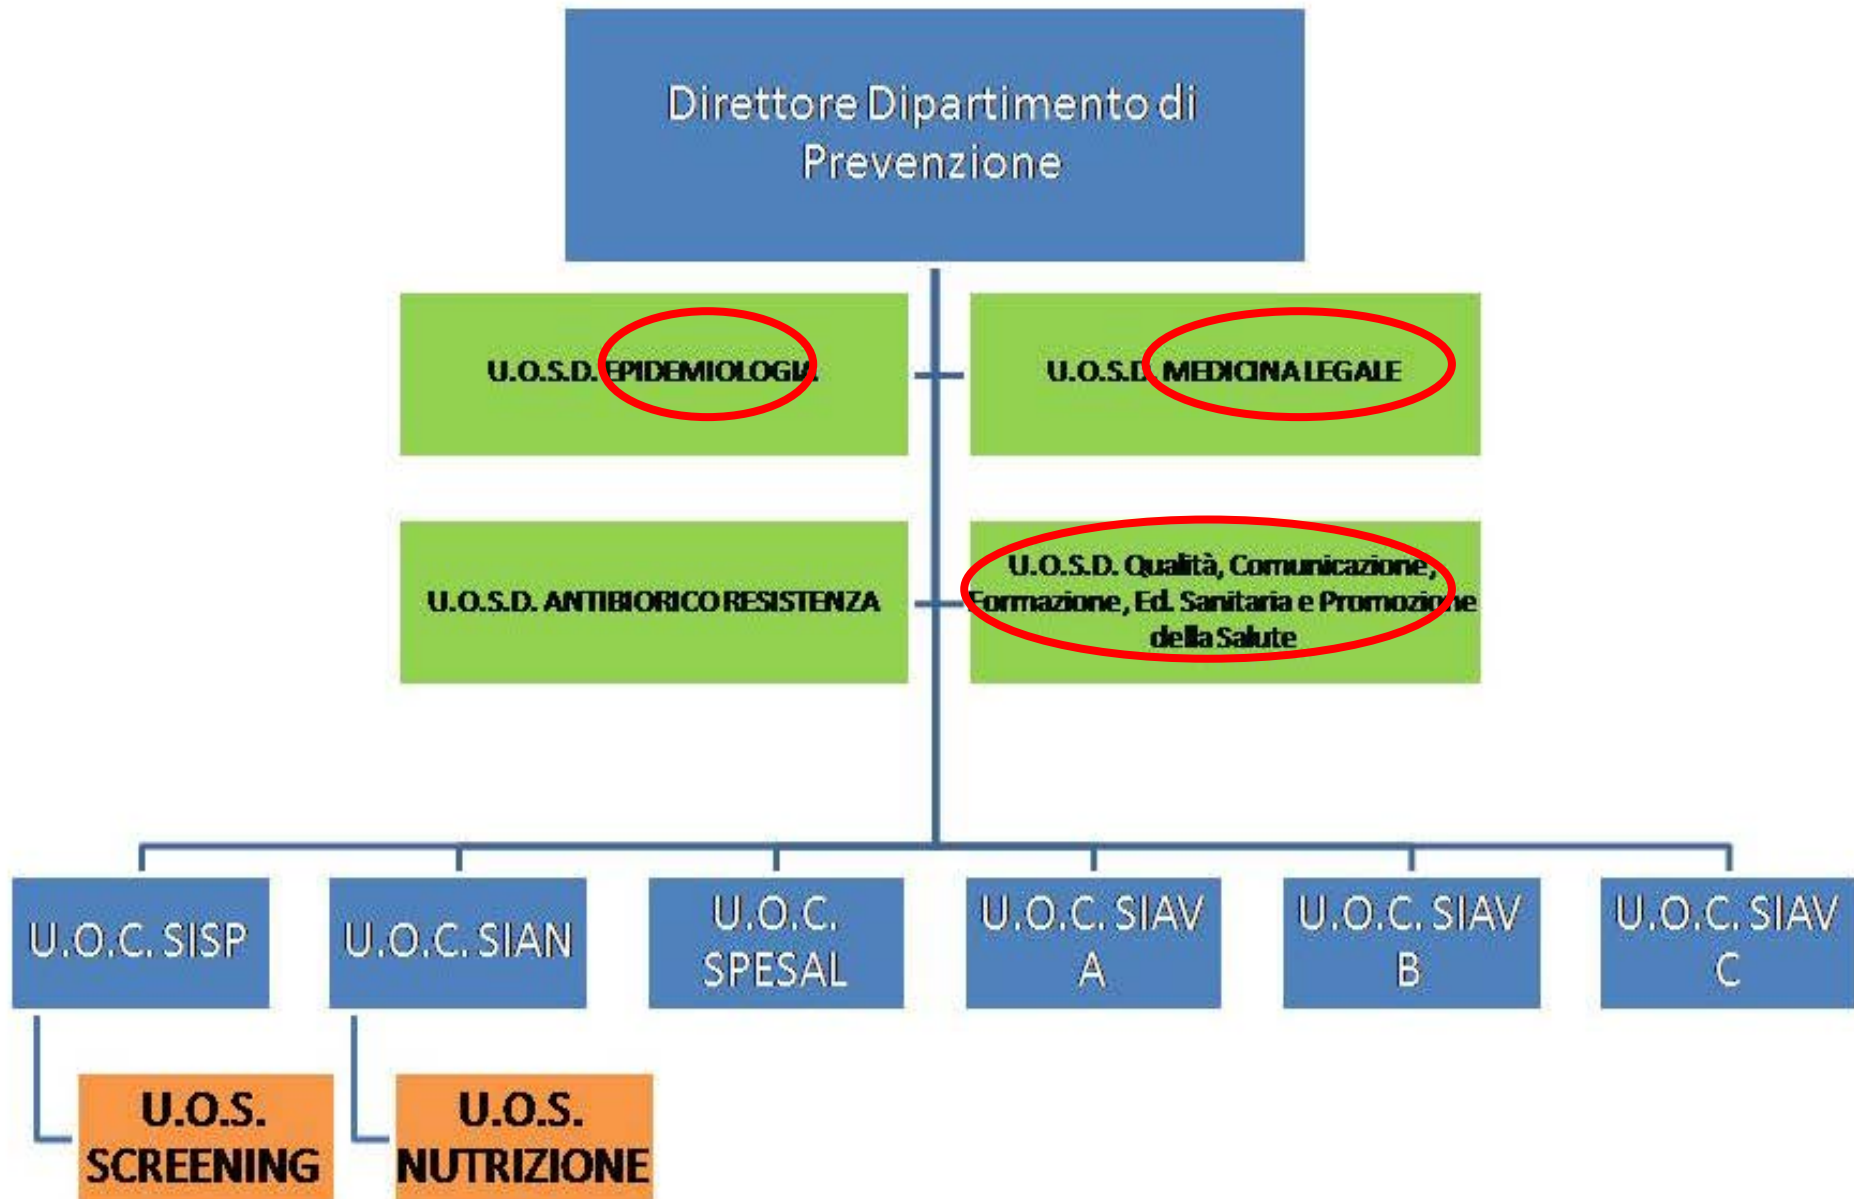 Direttore Dipartimento di
Prevenzione
U.O.S.D. EPIDEMIOLOGIA
U.O.S.D. MEDICINA LEGALE
U.O.S.D. ANTIBIORICO RESISTENZA
U.O.S.D. Qualità, Comunicazione,
Formazione, Ed. Sanitaria e Promozione
della Salute
U.O.C. SISP
U.O.C. SIAN
U.O.C.
SPESAL
U.O.C. SIAV
A
U.O.C. SIAV
B
U.O.C. SIAV
C
U.O.S.
SCREENING
U.O.S.
NUTRIZIONE